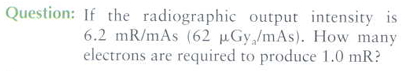 Question: If the radiographic output intensity is
6.2 mR/mAs (62 μGyₐ/mAs). How many
electrons are required to produce 1.0 mR?